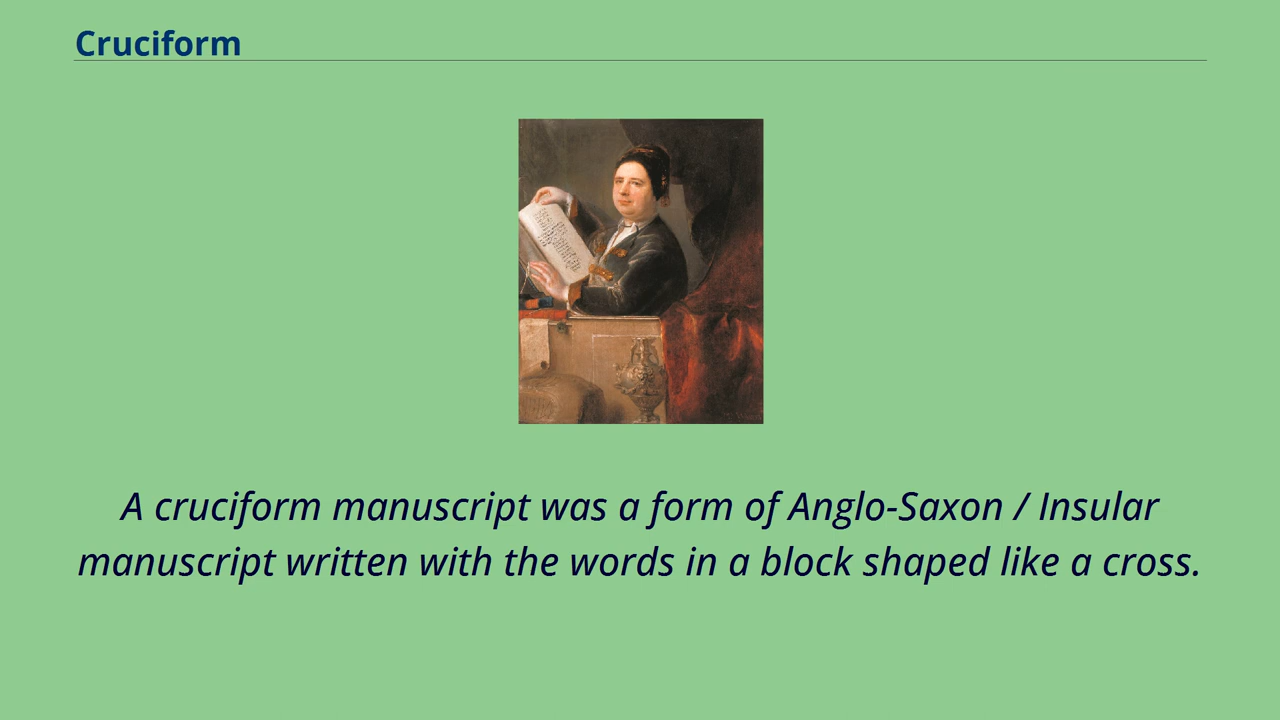 Cruciform
A cruciform manuscript was a form of Anglo-Saxon / Insular
manuscript written with the words in a block shaped like a cross.